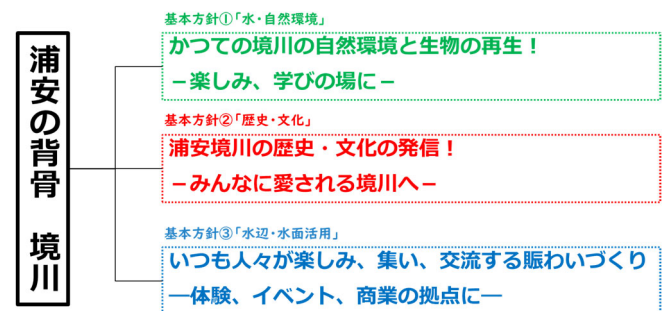 浦安の背骨 境川
基本方針①「水・自然環境」
かつての境川の自然環境と生物の再生！
－楽しみ、学びの場に－
基本方針②「歴史・文化」
浦安境川の歴史・文化の発信！
－みんなに愛される境川へ－
基本方針③「水辺・水面活用」
いつも人々が楽しみ、集い、交流する賑わいづくり
―体験、イベント、商業の拠点に―